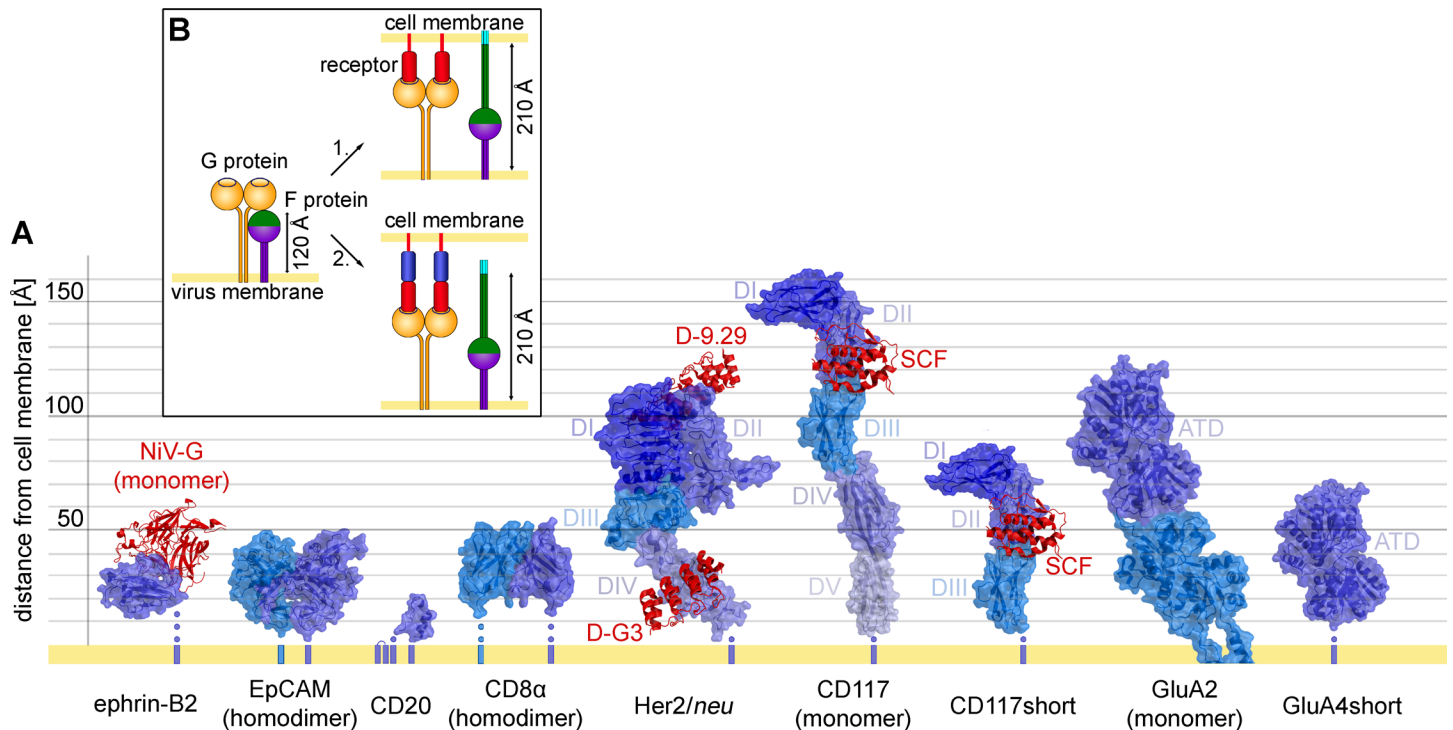 B
cell membrane
receptor
210 Å
1.
G protein
F protein
120 Å
2.
virus membrane
cell membrane
210 Å
A
distance from cell membrane [Å]
150
100
50
NiV-G
(monomer)
DI
DII
DIII
DIV
D-9.29
D-G3
DI
DII
SCF
DIII
DIV
DV
DI
DII
SCF
DIII
ATD
ATD
ephrin-B2
EpCAM
(homodimer)
CD20
CD8α
(homodimer)
Her2/neu
CD117
(monomer)
CD117short
GluA2
(monomer)
GluA4short